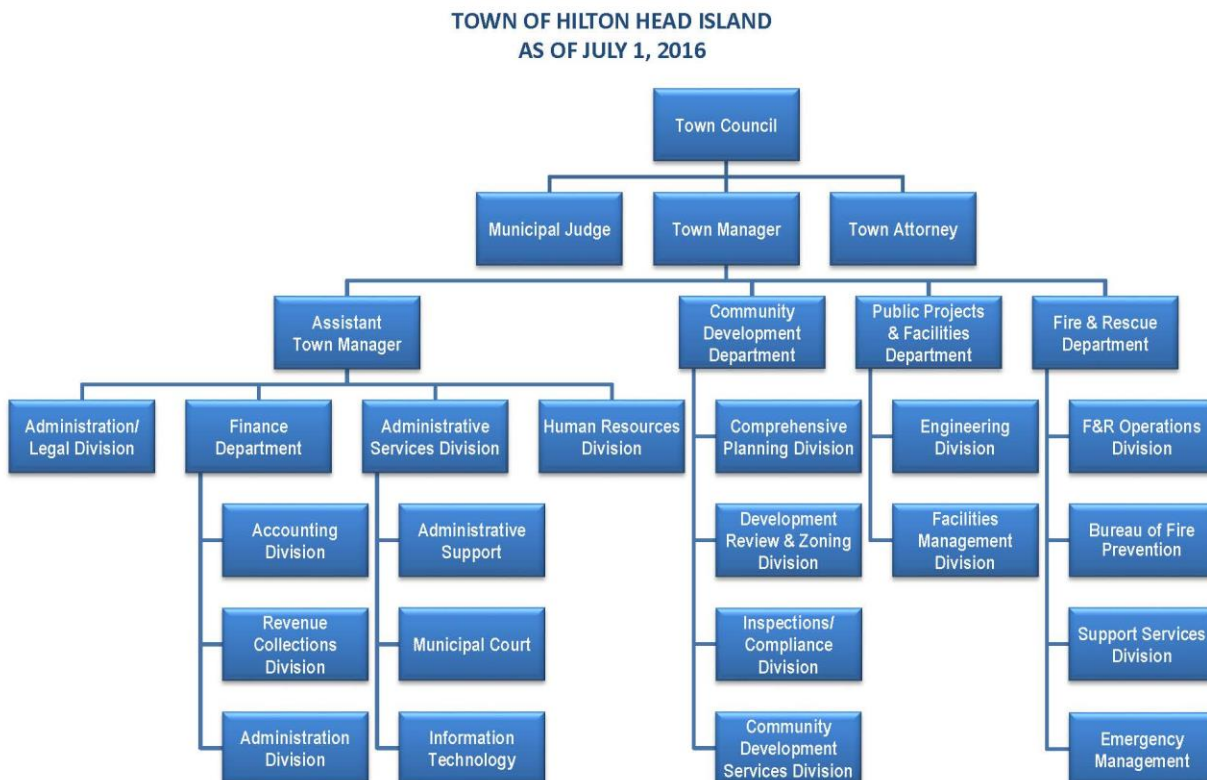 TOWN OF HILTON HEAD ISLAND
AS OF JULY 1, 2016
Town Council
Municipal Judge
Town Manager
Town Attorney
Assistant
Town Manager
Community
Development
Department
Public Projects
& Facilities
Department
Fire & Rescue
Department
Administration/
Legal Division
Finance
Department
Administrative
Services Division
Human Resources
Division
Comprehensive
Planning Division
Engineering
Division
F&R Operations
Division
Accounting
Division
Administrative
Support
Development
Review & Zoning
Division
Facilities
Management
Division
Bureau of Fire
Prevention
Revenue
Collections
Division
Municipal Court
Inspections/
Compliance
Division
Support Services
Division
Administration
Division
Information
Technology
Community
Development
Services Division
Emergency
Management